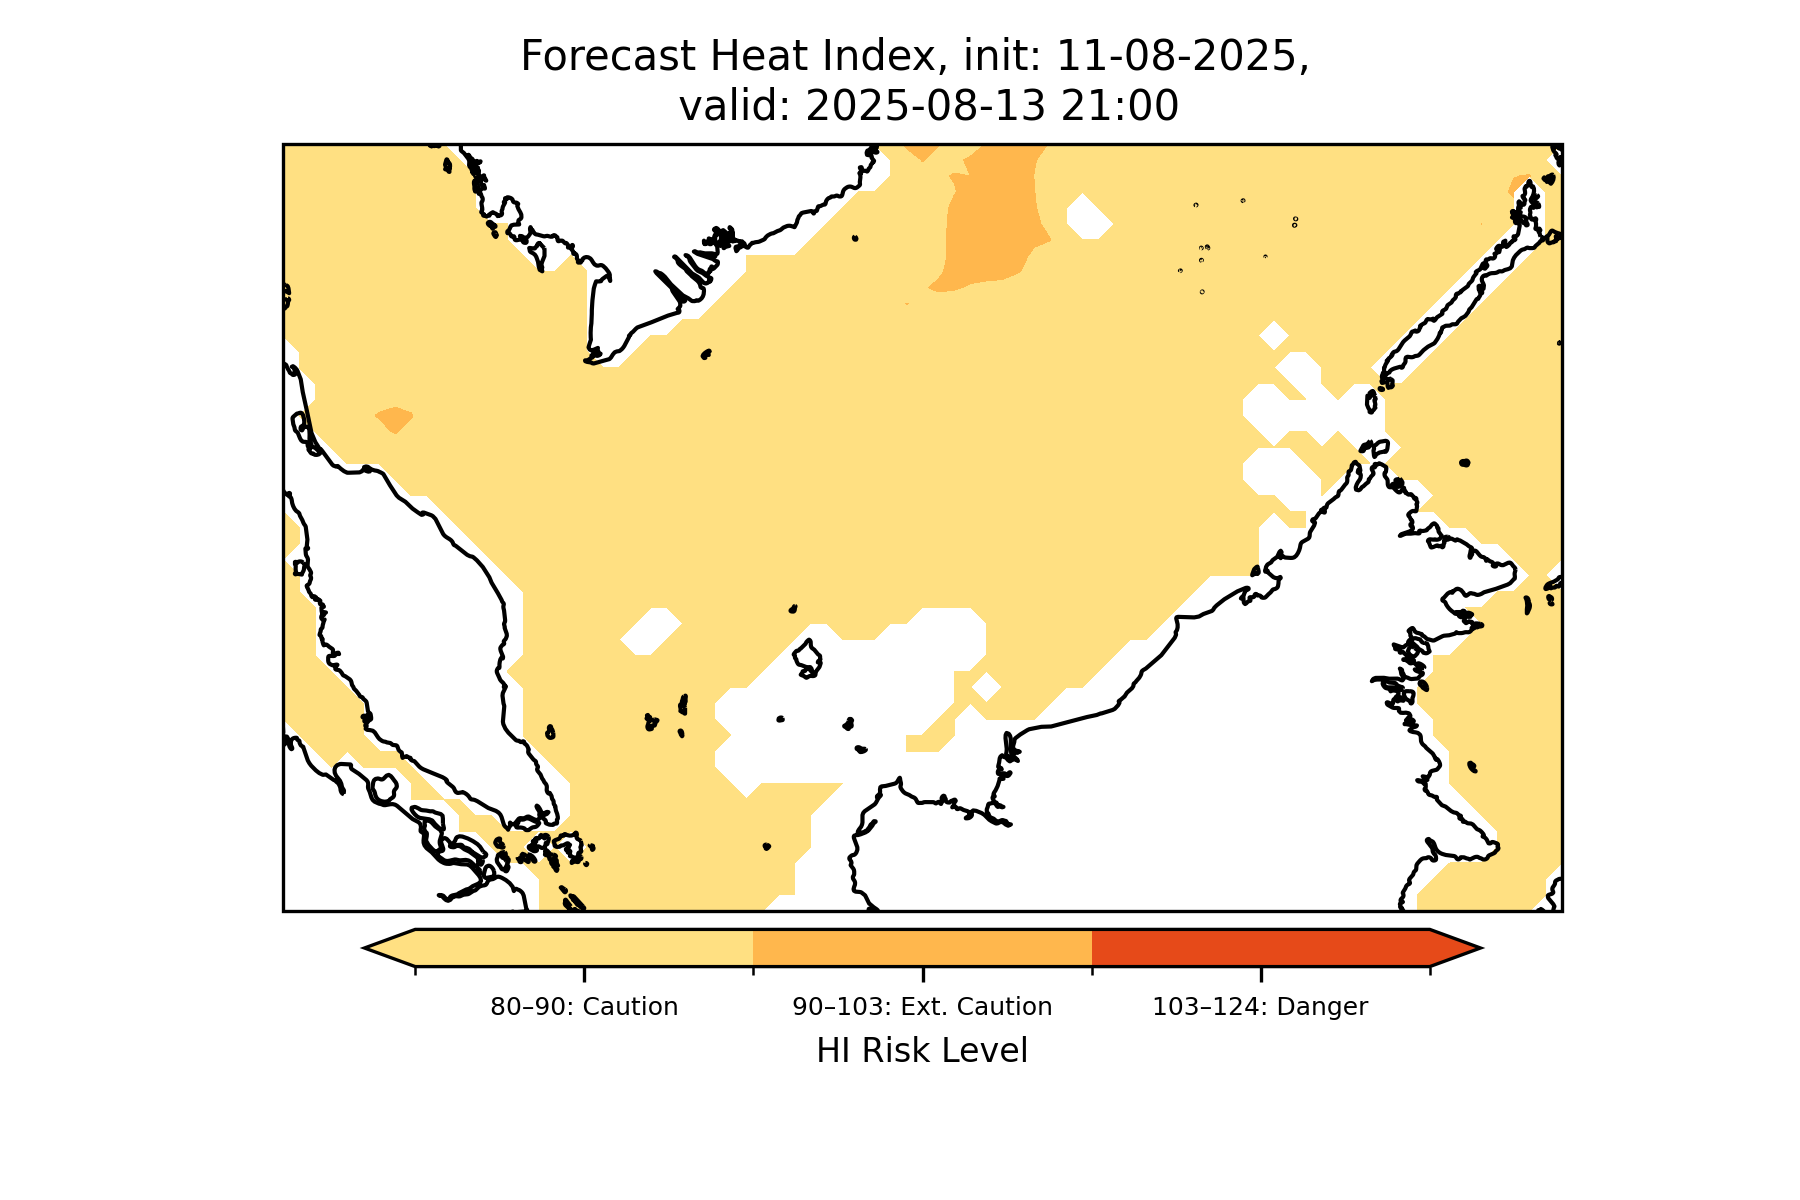 Forecast Heat Index, init: 11-08-2025,
valid: 2025-08-13 21:00
80–90: Caution
90–103: Ext. Caution
103–124: Danger
HI Risk Level